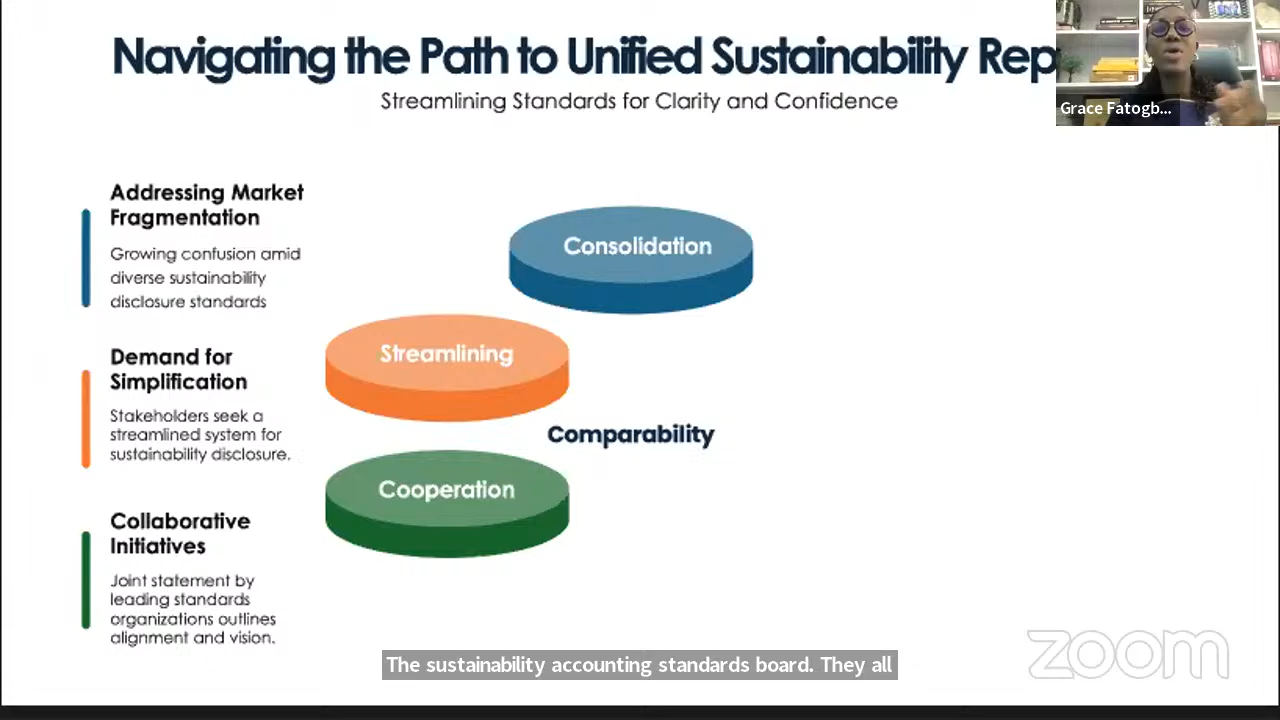 Navigating the Path to Unified Sustainability Rep
Streamlining Standards for Clarity and Confidence
Grace Fatogb...
Addressing Market
Fragmentation
Growing confusion amid
diverse sustainability
disclosure standards
Demand for
Simplification
Stakeholders seek a
streamlined system for
sustainability disclosure.
Collaborative
Initiatives
Joint statement by
leading standards
organizations outlines
alignment and vision.
Consolidation
Streamlining
Comparability
Cooperation
The sustainability accounting standards board. They all
zoom